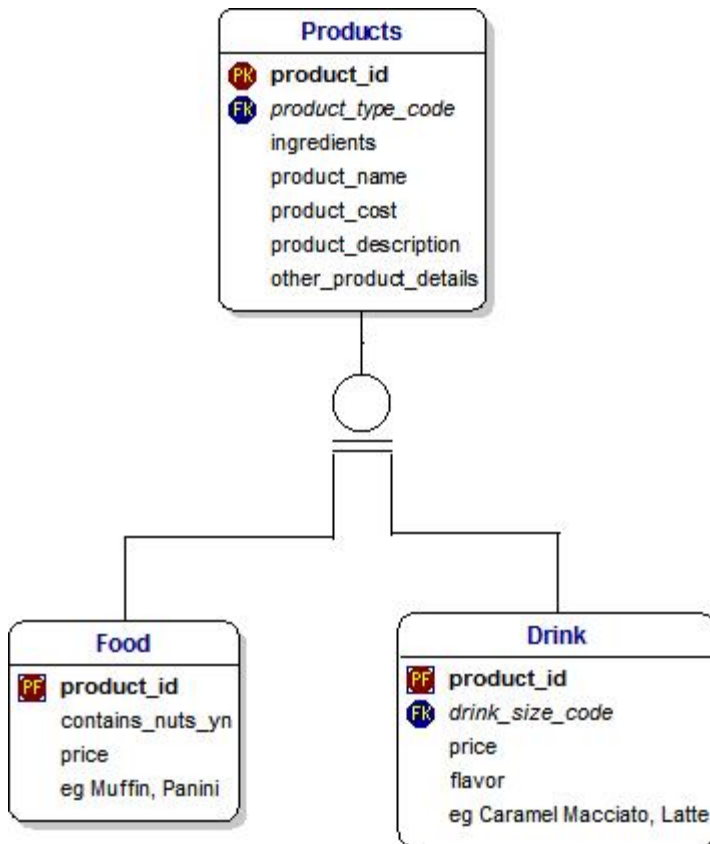 Products
PK product_id
FK product_type_code
ingredients
product_name
product_cost
product_description
other_product_details
Food
PF product_id
contains_nuts_yn
price
eg Muffin, Panini
Drink
PF product_id
FK drink_size_code
price
flavor
eg Caramel Macciato, Latte